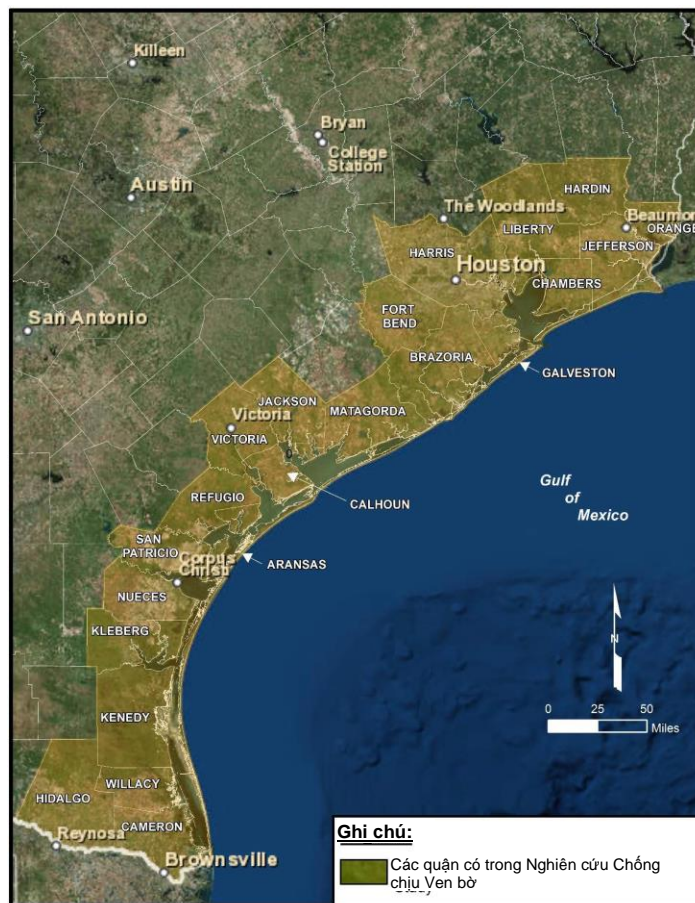 Killeen
Bryan
College
Station
Austin
HARDIN
The Woodlands
LIBERTY
Beaumon
ORANGE
HARRIS
JEFFERSON
Houston
CHAMBERS
San Antonio
FORT
BEND
BRAZORIA
GALVESTON
JACKSON
MATAGORDA
Victoria
VICTORIA
Gulf
of
Mexico
REFUGIO
CALHOUN
SAN
PATRICIO
ARANSAS
Corpus
Christi
NUECES
KLEBERG
N
KENEDY
0 25 50
Miles
WILLACY
HIDALGO
CAMERON
Reynosa
Brownsville
Ghi chú:
Các quận có trong Nghiên cứu Chống
chịu Ven bờ